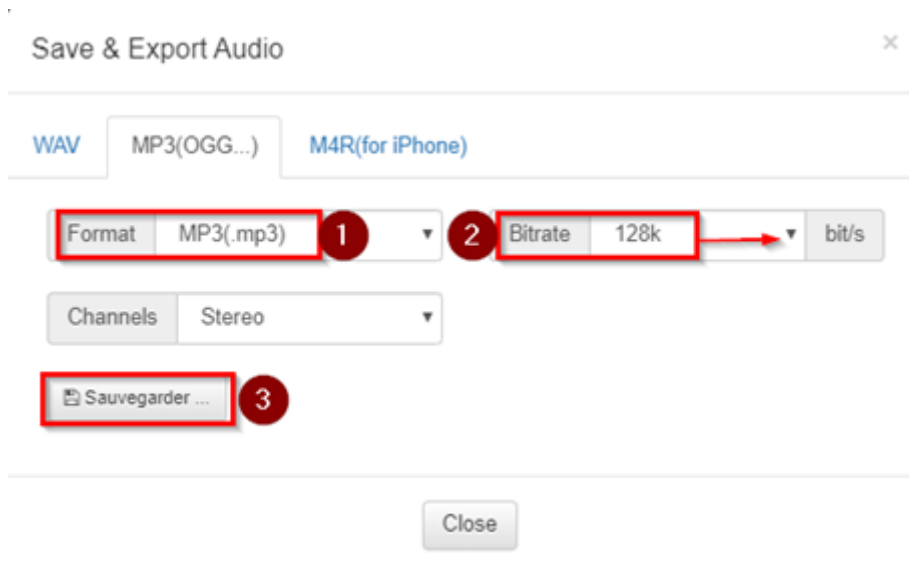 Save & Export Audio ×
WAV MP3(OGG...) M4R(for iPhone)
Format MP3(.mp3) 1 2 Bitrate 128k bit/s
Channels Stereo
Sauvegarder ... 3
Close